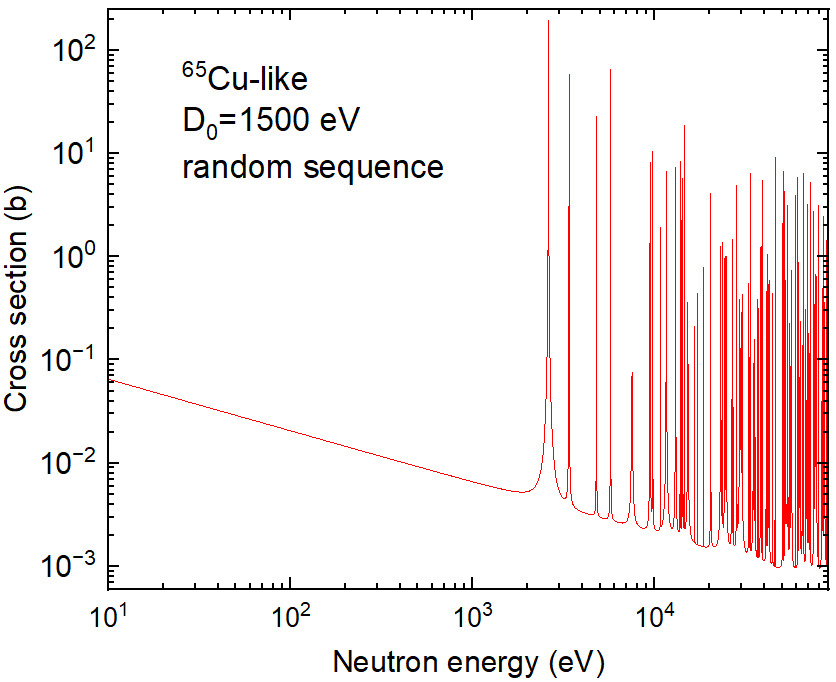 ⁶⁵Cu-like
D₀=1500 eV
random sequence
Cross section (b)
10²
10¹
10⁰
10⁻¹
10⁻²
10⁻³
10¹ 10² 10³ 10⁴
Neutron energy (eV)